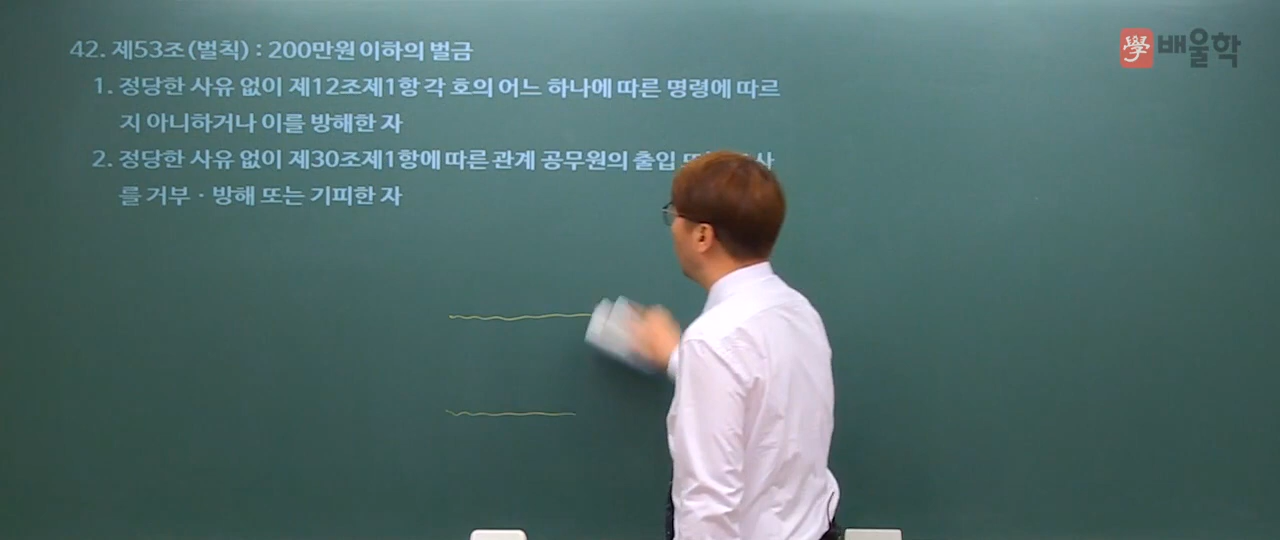 42. 제53조(벌칙) : 200만원 이하의 벌금
學 배울학
1. 정당한 사유 없이 제12조제1항 각 호의 어느 하나에 따른 명령에 따르
지 아니하거나 이를 방해한 자
2. 정당한 사유 없이 제30조제1항에 따른 관계 공무원의 출입
를 거부 · 방해 또는 기피한 자